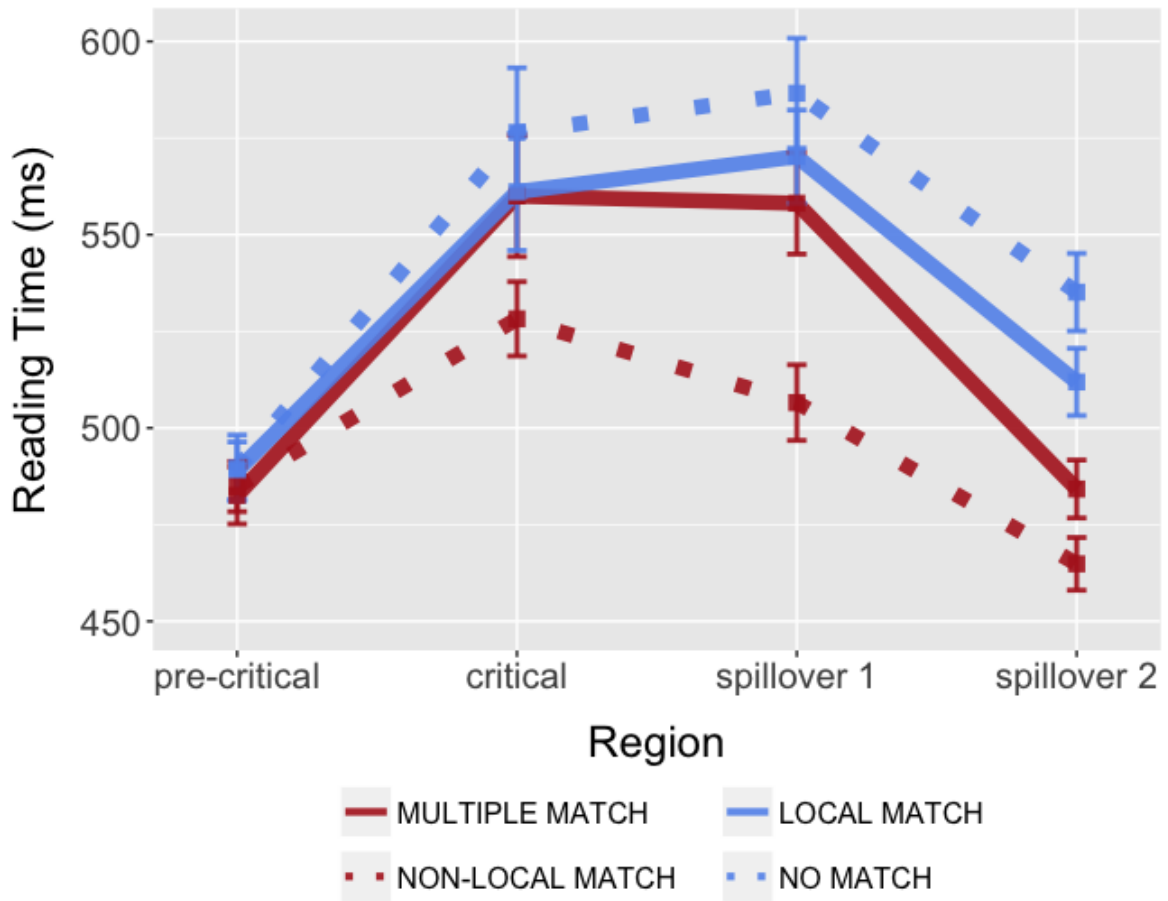 600
550
500
450
Reading Time (ms)
pre-critical critical spillover 1 spillover 2
Region
MULTIPLE MATCH LOCAL MATCH
NON-LOCAL MATCH NO MATCH